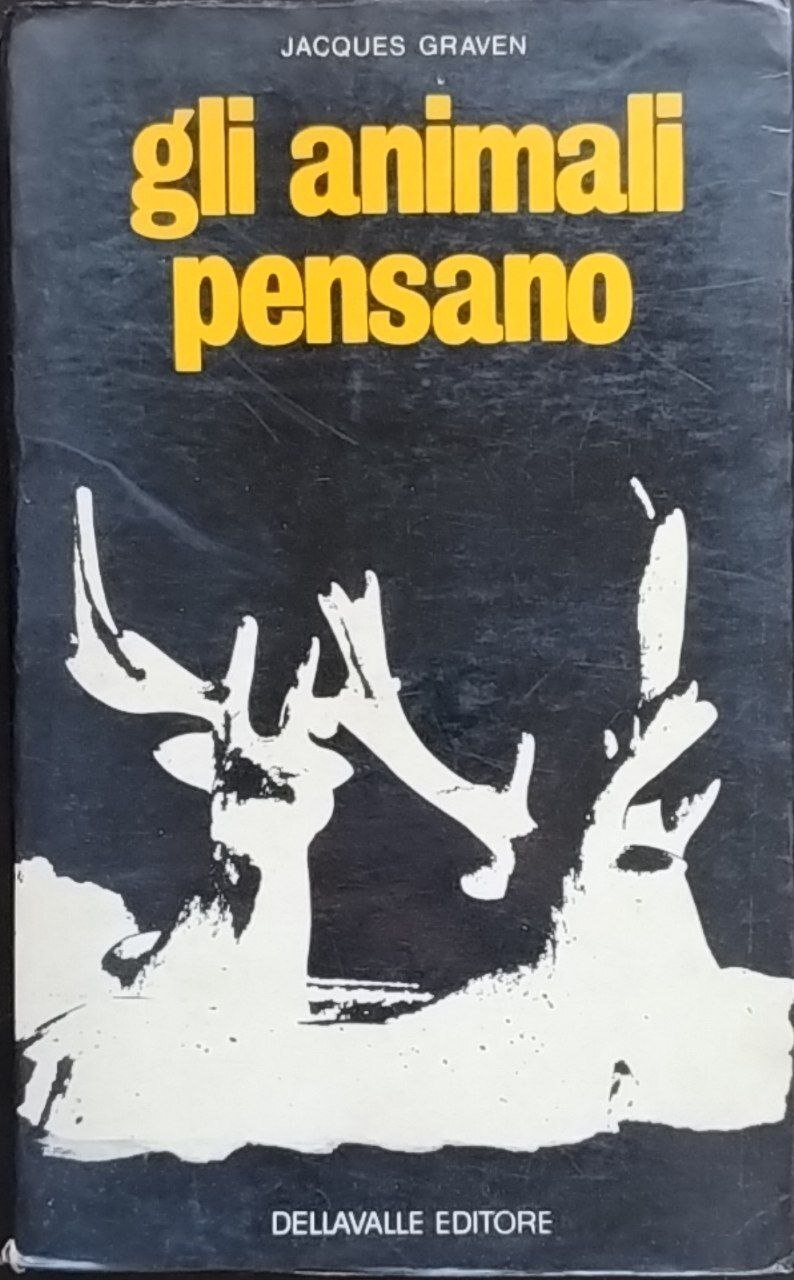 JACQUES GRAVEN
gli animali
pensano
DELLAVALLE EDITORE